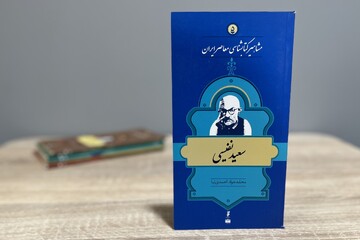 مشاهیر کتابشناسی معاصر ایران
سعید نفیسی